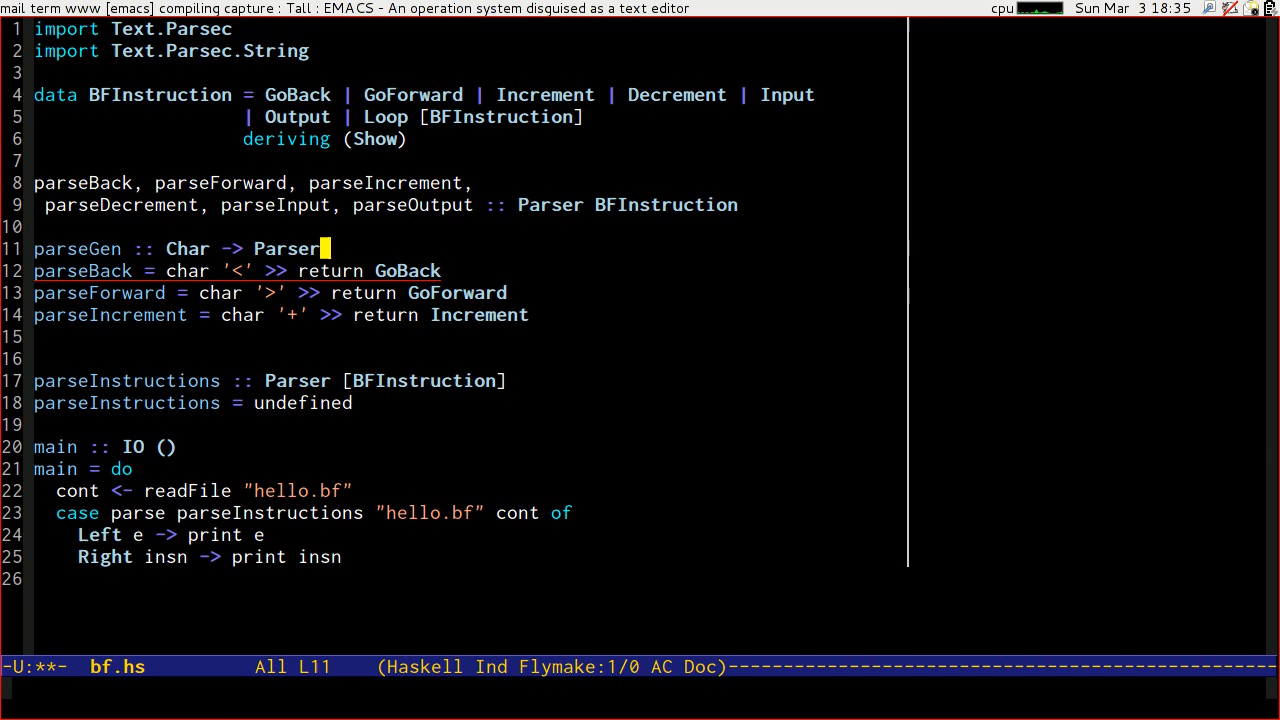 mail term www [emacs] compiling capture : Tall : EMACS - An operation system disguised as a text editor cpu Sun Mar 3 18:35
1 import Text.Parsec
2 import Text.Parsec.String
3
4 data BFInstruction = GoBack | GoForward | Increment | Decrement | Input
5 | Output | Loop [BFInstruction]
6 deriving (Show)
7
8 parseBack, parseForward, parseIncrement,
9 parseDecrement, parseInput, parseOutput :: Parser BFInstruction
10
11 parseGen :: Char -> Parser
12 parseBack = char '<' >> return GoBack
13 parseForward = char '>' >> return GoForward
14 parseIncrement = char '+' >> return Increment
15
16
17 parseInstructions :: Parser [BFInstruction]
18 parseInstructions = undefined
19
20 main :: IO ()
21 main = do
22 cont <- readFile "hello.bf"
23 case parse parseInstructions "hello.bf" cont of
24 Left e -> print e
25 Right insn -> print insn
26
-U:**- bf.hs All L11 (Haskell Ind Flymake:1/0 AC Doc)--------------------------------------------------